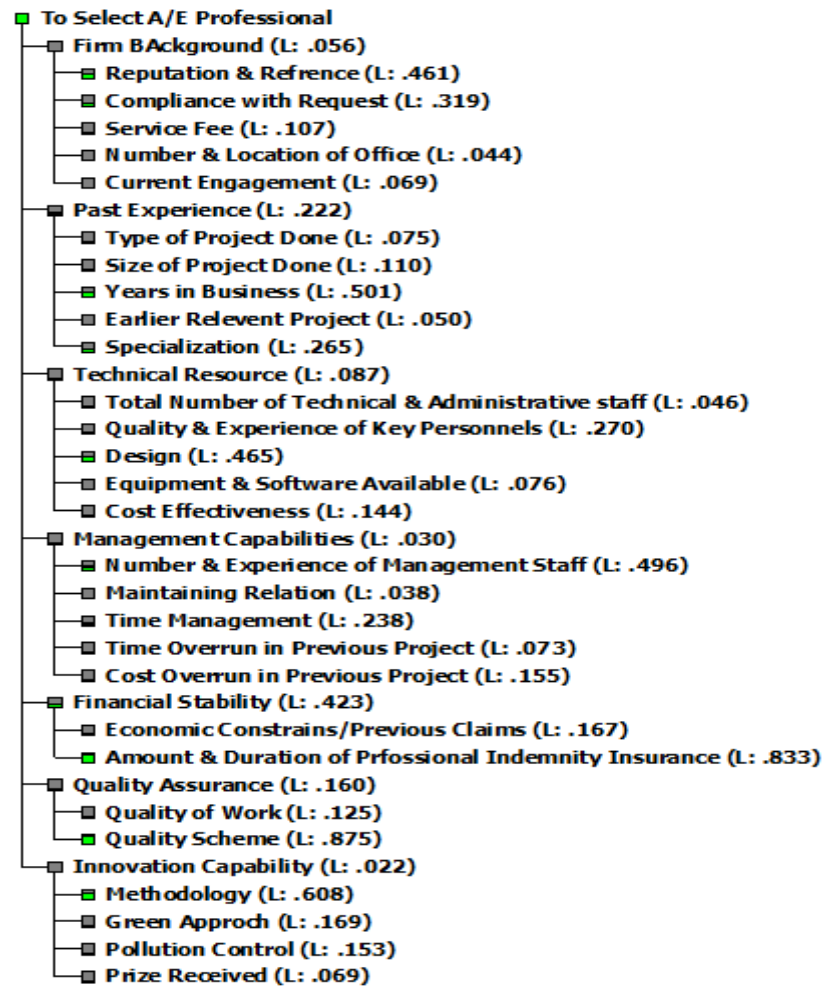 To Select A/E Professional
Firm BAckground (L: .056)
Reputation & Refrence (L: .461)
Compliance with Request (L: .319)
Service Fee (L: .107)
Number & Location of Office (L: .044)
Current Engagement (L: .069)
Past Experience (L: .222)
Type of Project Done (L: .075)
Size of Project Done (L: .110)
Years in Business (L: .501)
Earlier Relevent Project (L: .050)
Specialization (L: .265)
Technical Resource (L: .087)
Total Number of Technical & Administrative staff (L: .046)
Quality & Experience of Key Personnels (L: .270)
Design (L: .465)
Equipment & Software Available (L: .076)
Cost Effectiveness (L: .144)
Management Capabilities (L: .030)
Number & Experience of Management Staff (L: .496)
Maintaining Relation (L: .038)
Time Management (L: .238)
Time Overrun in Previous Project (L: .073)
Cost Overrun in Previous Project (L: .155)
Financial Stability (L: .423)
Economic Constrains/Previous Claims (L: .167)
Amount & Duration of Prfossional Indemnity Insurance (L: .833)
Quality Assurance (L: .160)
Quality of Work (L: .125)
Quality Scheme (L: .875)
Innovation Capability (L: .022)
Methodology (L: .608)
Green Approch (L: .169)
Pollution Control (L: .153)
Prize Received (L: .069)